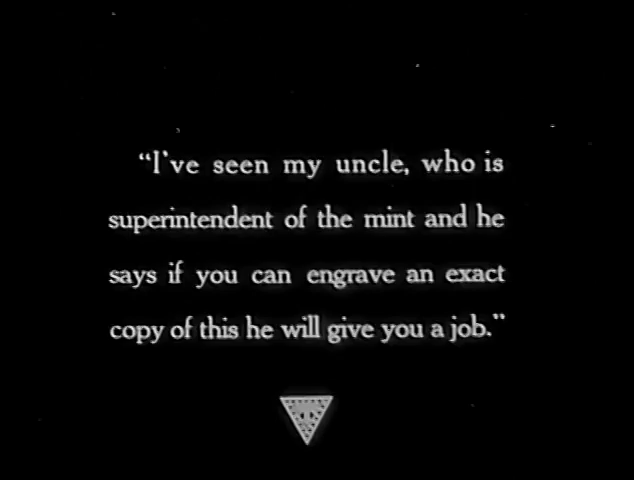 "I've seen my uncle, who is
superintendent of the mint and he
says if you can engrave an exact
copy of this he will give you a job."